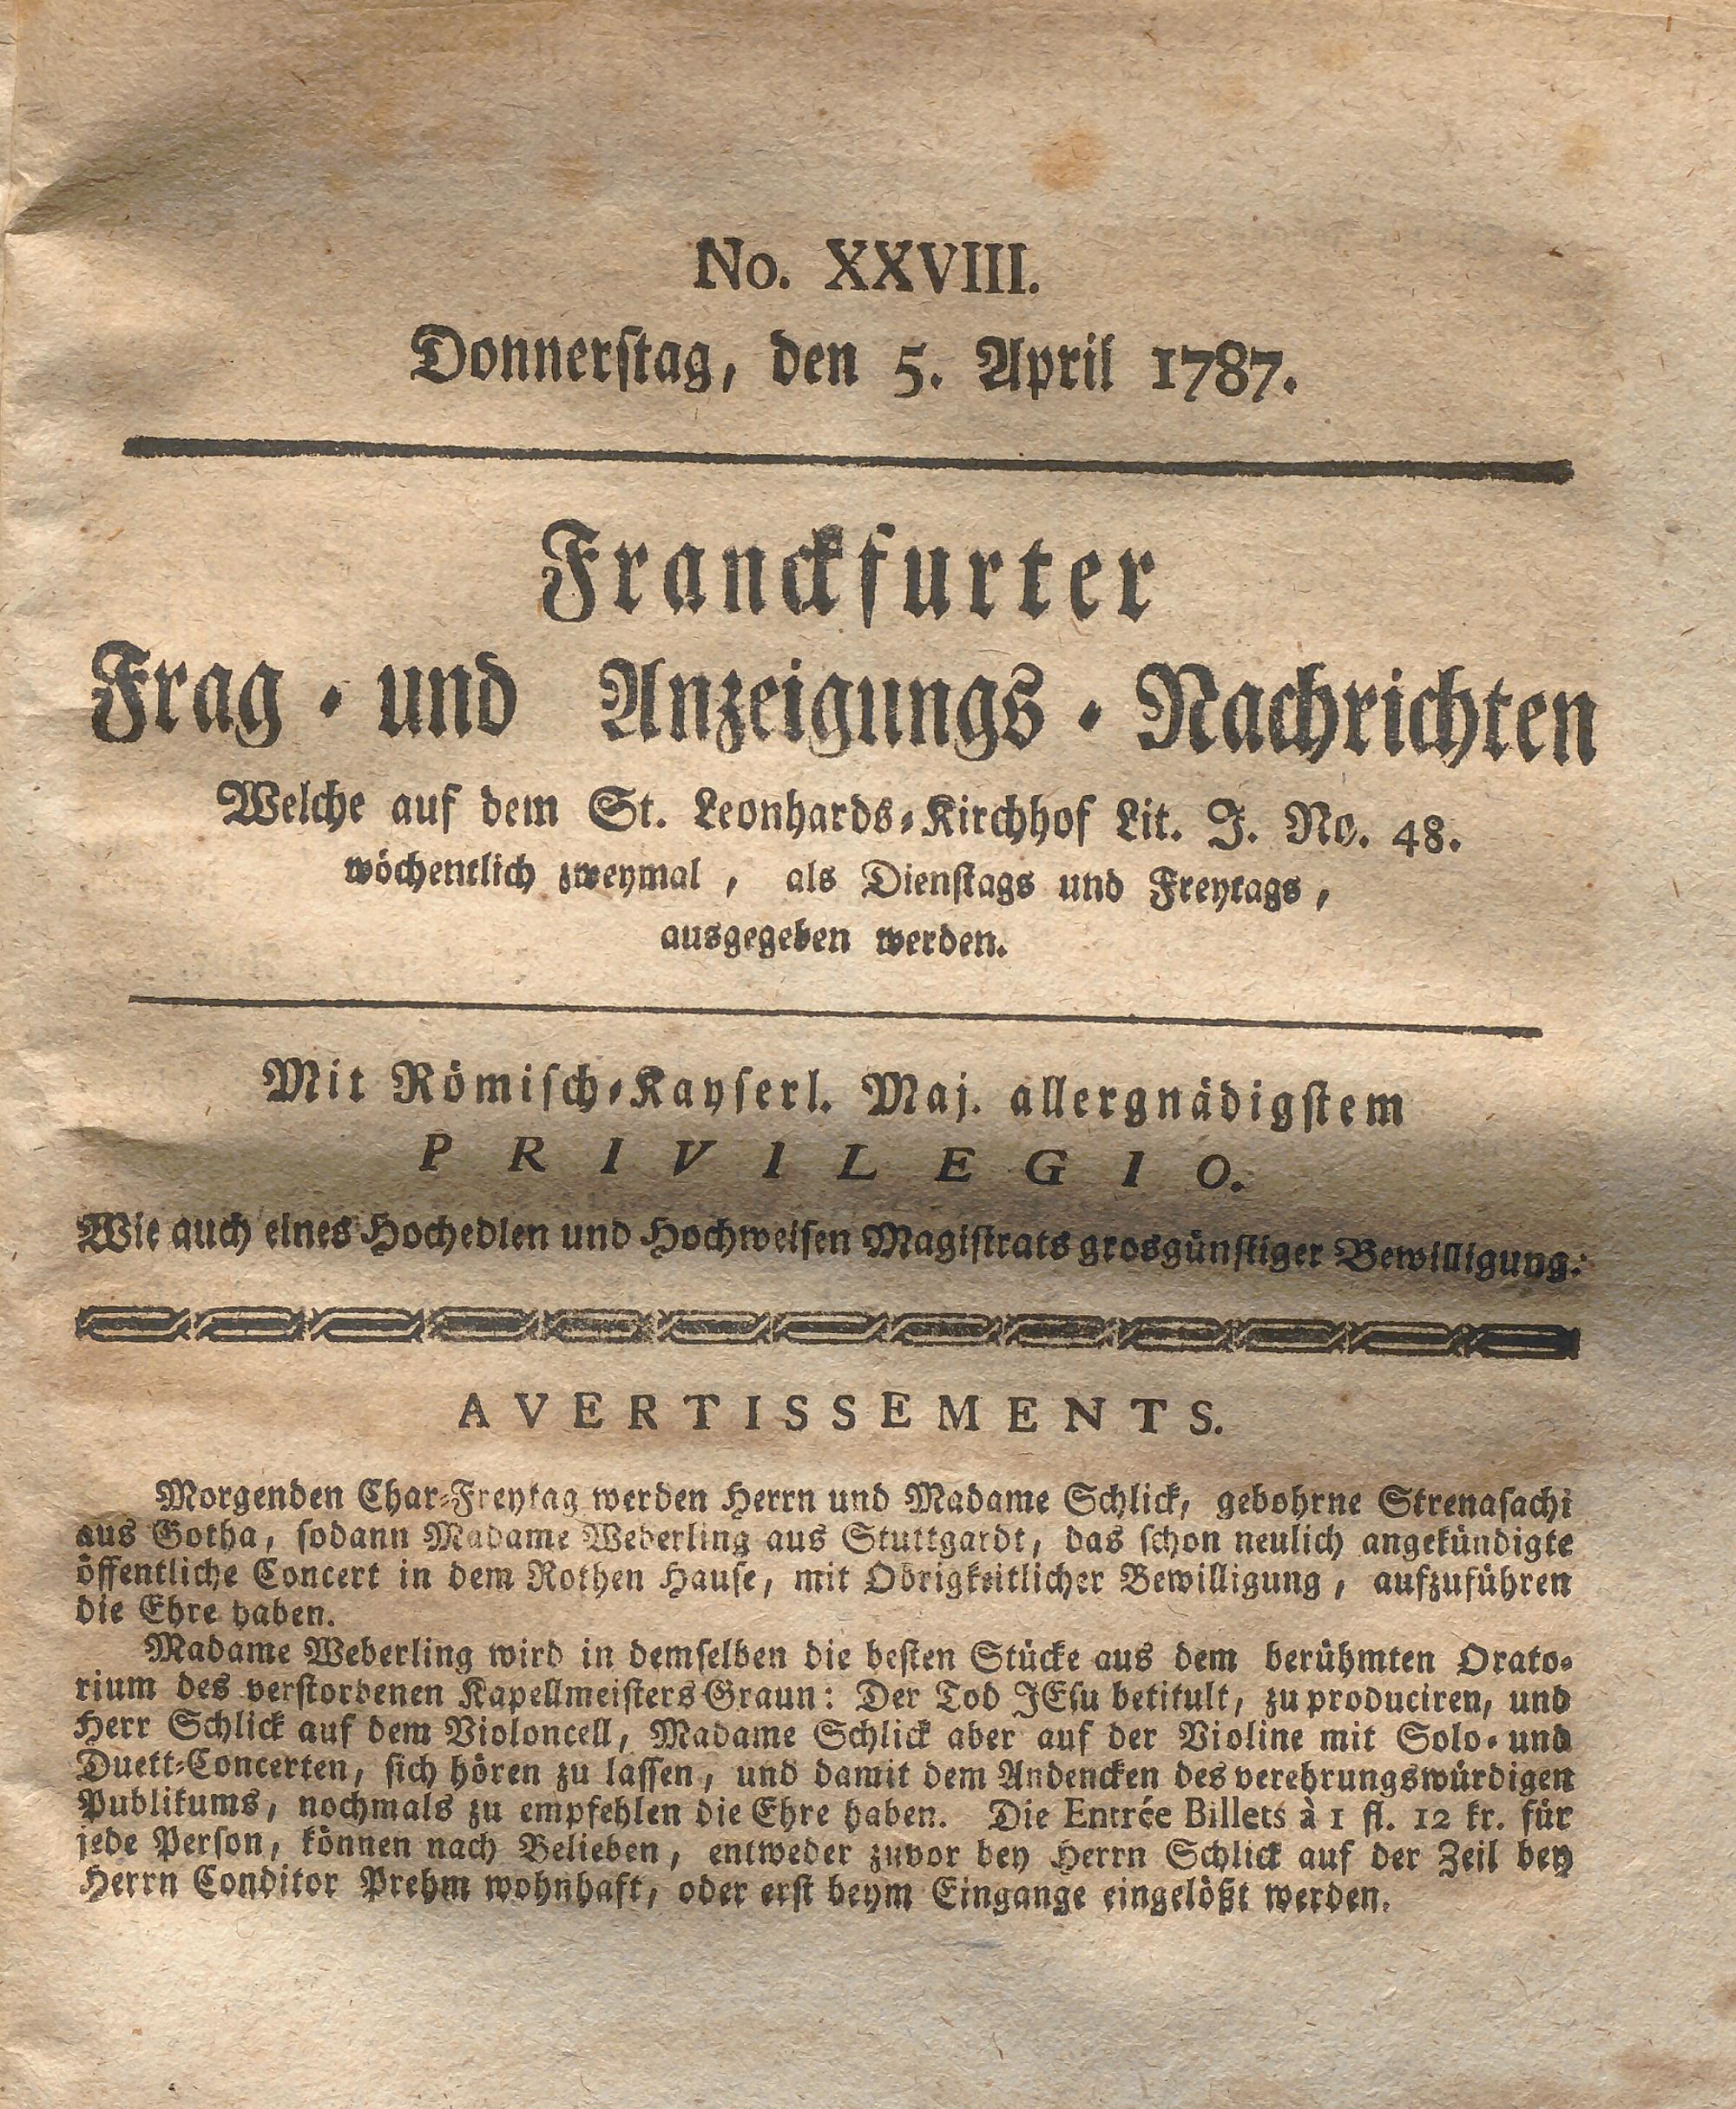 No. XXVIII.
Donnerstag, den 5. April 1787.
Franckfurter
Frag - und Anzeigungs - Nachrichten
Welche auf dem St. Leonhards-Kirchhof Lit. J. No. 48.
wöchentlich zweymal, als Dienstags und Freytags,
ausgegeben werden.
Mit Römisch-Kayserl. Maj. allergnädigstem
PRIVILEGIO.
Wie auch eines Hochedlen und Hochweisen Magistrats grosgünstiger Bewilligung.
AVERTISSEMENTS.
Morgenden Char-Freytag werden Herrn und Madame Schlick, gebohrne Strenasachi
aus Gotha, sodann Madame Weberling aus Stuttgardt, das schon neulich angekündigte
öffentliche Concert in dem Rothen Hause, mit Obrigkeitlicher Bewilligung, aufzuführen
die Ehre haben.
Madame Weberling wird in demselben die besten Stücke aus dem berühmten Orato-
rium des verstorbenen Kapellmeisters Graun: Der Tod JEsu betitult, zu produciren, und
Herr Schlick auf dem Violoncell, Madame Schlick aber auf der Violine mit Solo- und
Duett-Concerten, sich hören zu lassen, und damit dem Andencken des verehrungswürdigen
Publikums, nochmals zu empfehlen die Ehre haben. Die Entrée Billets à 1 fl. 12 kr. für
jede Person, können nach Belieben, entweder zuvor bey Herrn Schlick auf der Zeil bey
Herrn Conditor Prehm wohnhaft, oder erst beym Eingange eingelößt werden.